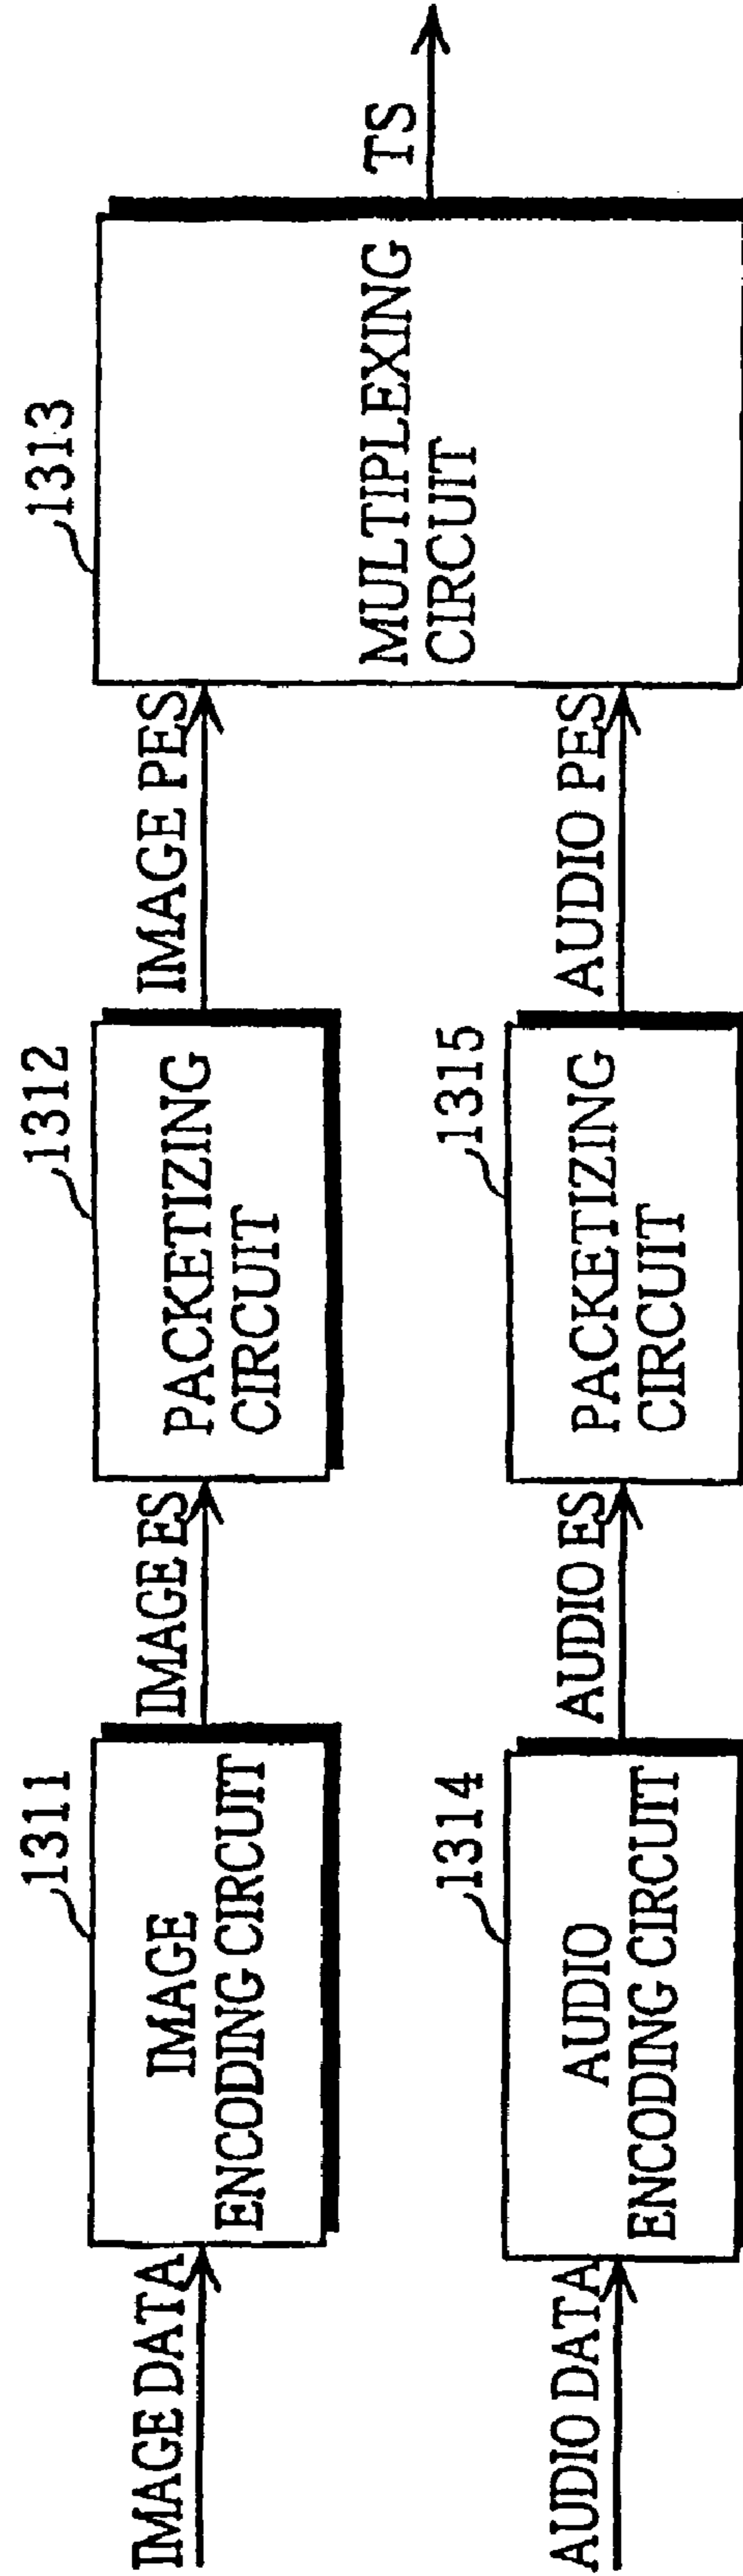 IMAGE DATA
1311
IMAGE
ENCODING CIRCUIT
IMAGE ES
1312
PACKETIZING
CIRCUIT
IMAGE PES
1313
MULTIPLEXING
CIRCUIT
TS
AUDIO DATA
1314
AUDIO
ENCODING CIRCUIT
AUDIO ES
1315
PACKETIZING
CIRCUIT
AUDIO PES